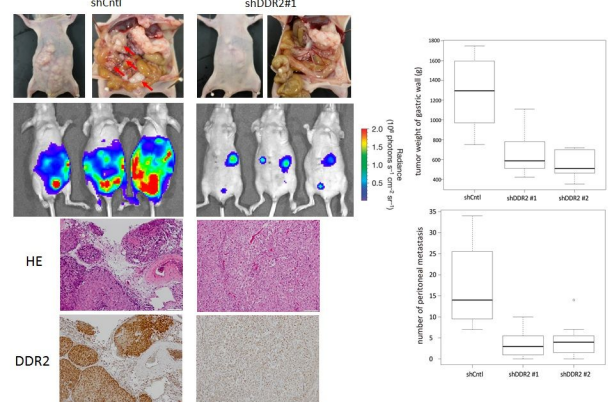 shCntl
shDDR2#1
2.0
1.5
1.0
0.5
Radiance
(10⁶ photons s⁻¹ cm⁻² sr⁻¹)
HE
DDR2
tumor weight of gastric wall (g)
1800
1600
1400
1200
1000
800
600
400
shCntl
shDDR2 #1
shDDR2 #2
number of peritoneal metastasis
35
30
25
20
15
10
5
0
shCntl
shDDR2 #1
shDDR2 #2